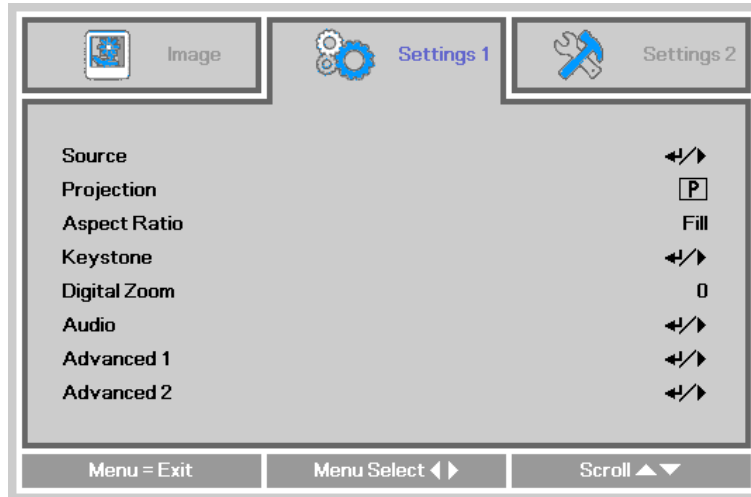 Image Settings 1 Settings 2
Source
Projection P
Aspect Ratio Fill
Keystone
Digital Zoom 0
Audio
Advanced 1
Advanced 2
Menu = Exit Menu Select Scroll